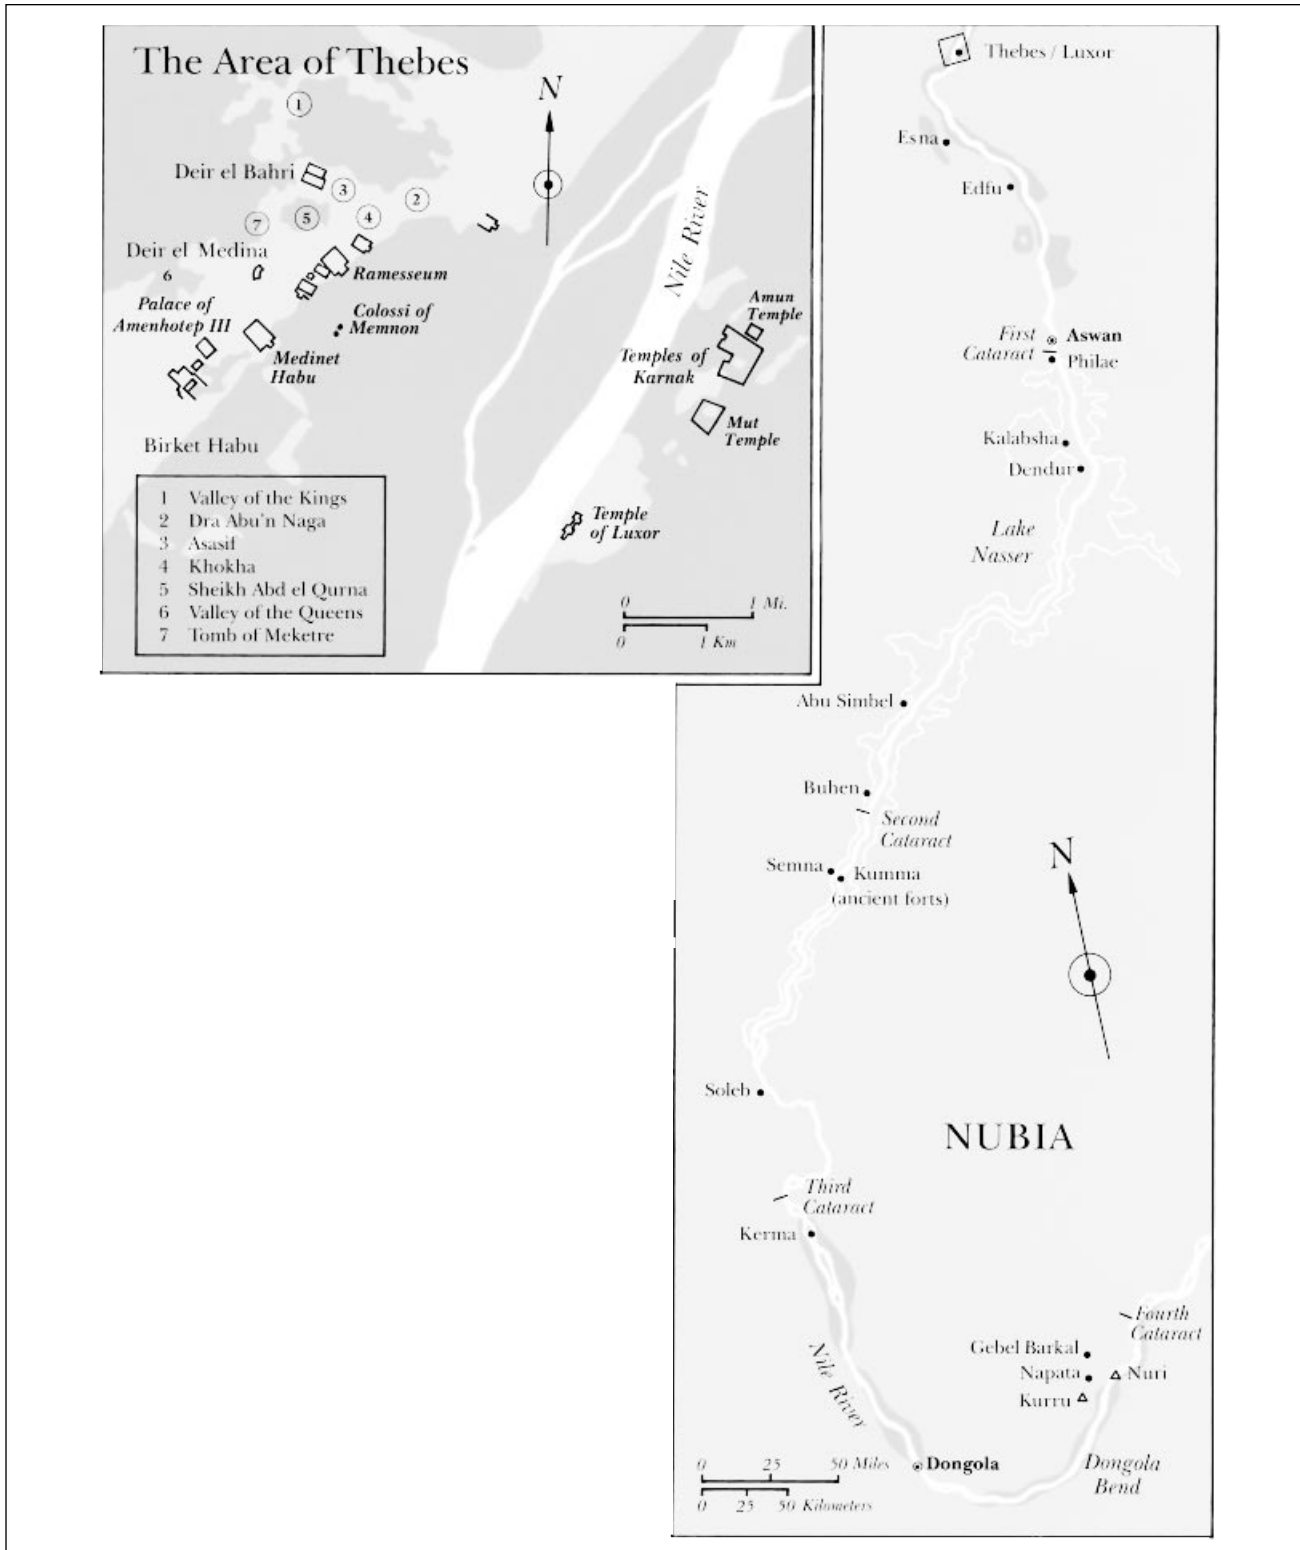 The Area of Thebes
N
1
Deir el Bahri
3
2
5
4
7
Deir el Medina
6
Ramesseum
Palace of
Amenhotep III
Colossi of
Memnon
Medinet
Habu
Birket Habu
Nile River
Amun
Temple
Temples of
Karnak
Mut
Temple
Temple
of Luxor
1 Valley of the Kings
2 Dra Abu'n Naga
3 Asasif
4 Khokha
5 Sheikh Abd el Qurna
6 Valley of the Queens
7 Tomb of Meketre
0 1 Mi.
0 1 Km
Thebes / Luxor
Esna
Edfu
First
Cataract
Aswan
Philae
Kalabsha
Dendur
Lake
Nasser
Abu Simbel
Buhen
Second
Cataract
Semna
Kumma
(ancient forts)
N
Soleb
NUBIA
Third
Cataract
Kerma
Nile River
Fourth
Cataract
Gebel Barkal
Napata
Nuri
Kurru
Dongola
Dongola
Bend
0 25 50 Miles
0 25 50 Kilometers